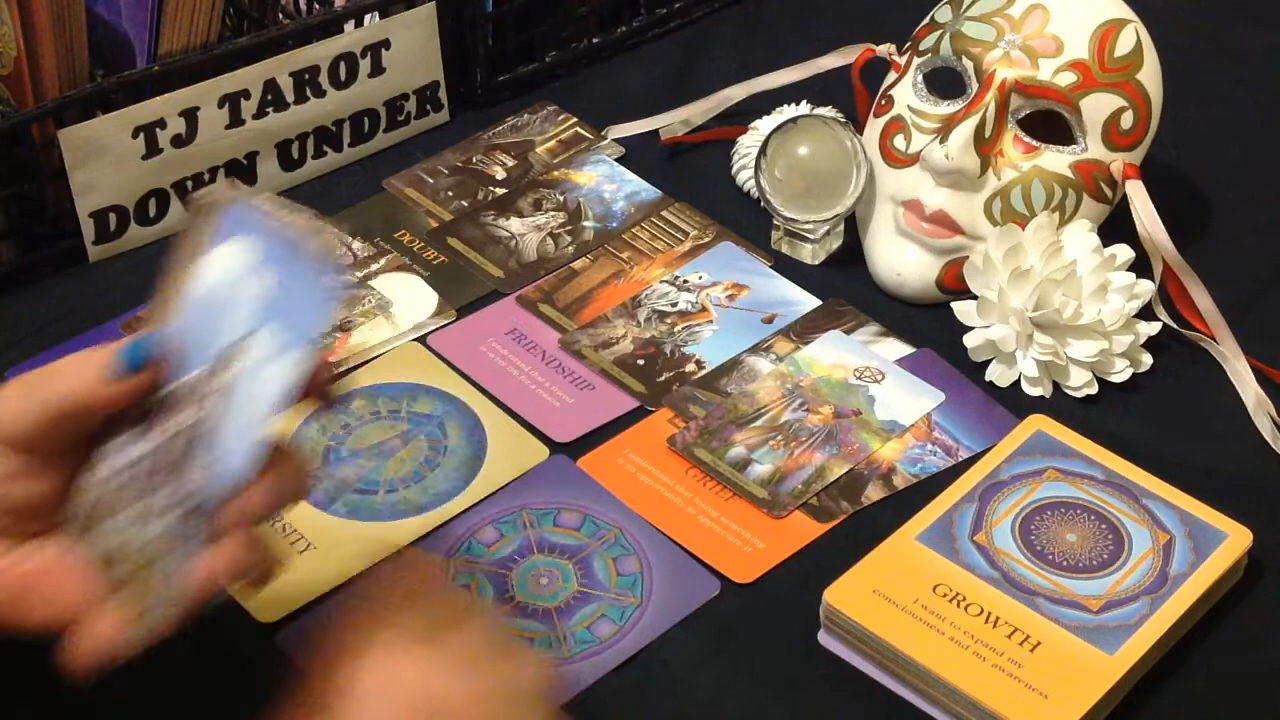 TJ TAROT
DOWN UNDER
DOUBT
FRIENDSHIP
I understand that a friend
is in my life for a reason
GRIEF
I understand that losing something
is an opportunity to appreciate it
RSITY
GROWTH
I want to expand my
consciousness and my awareness